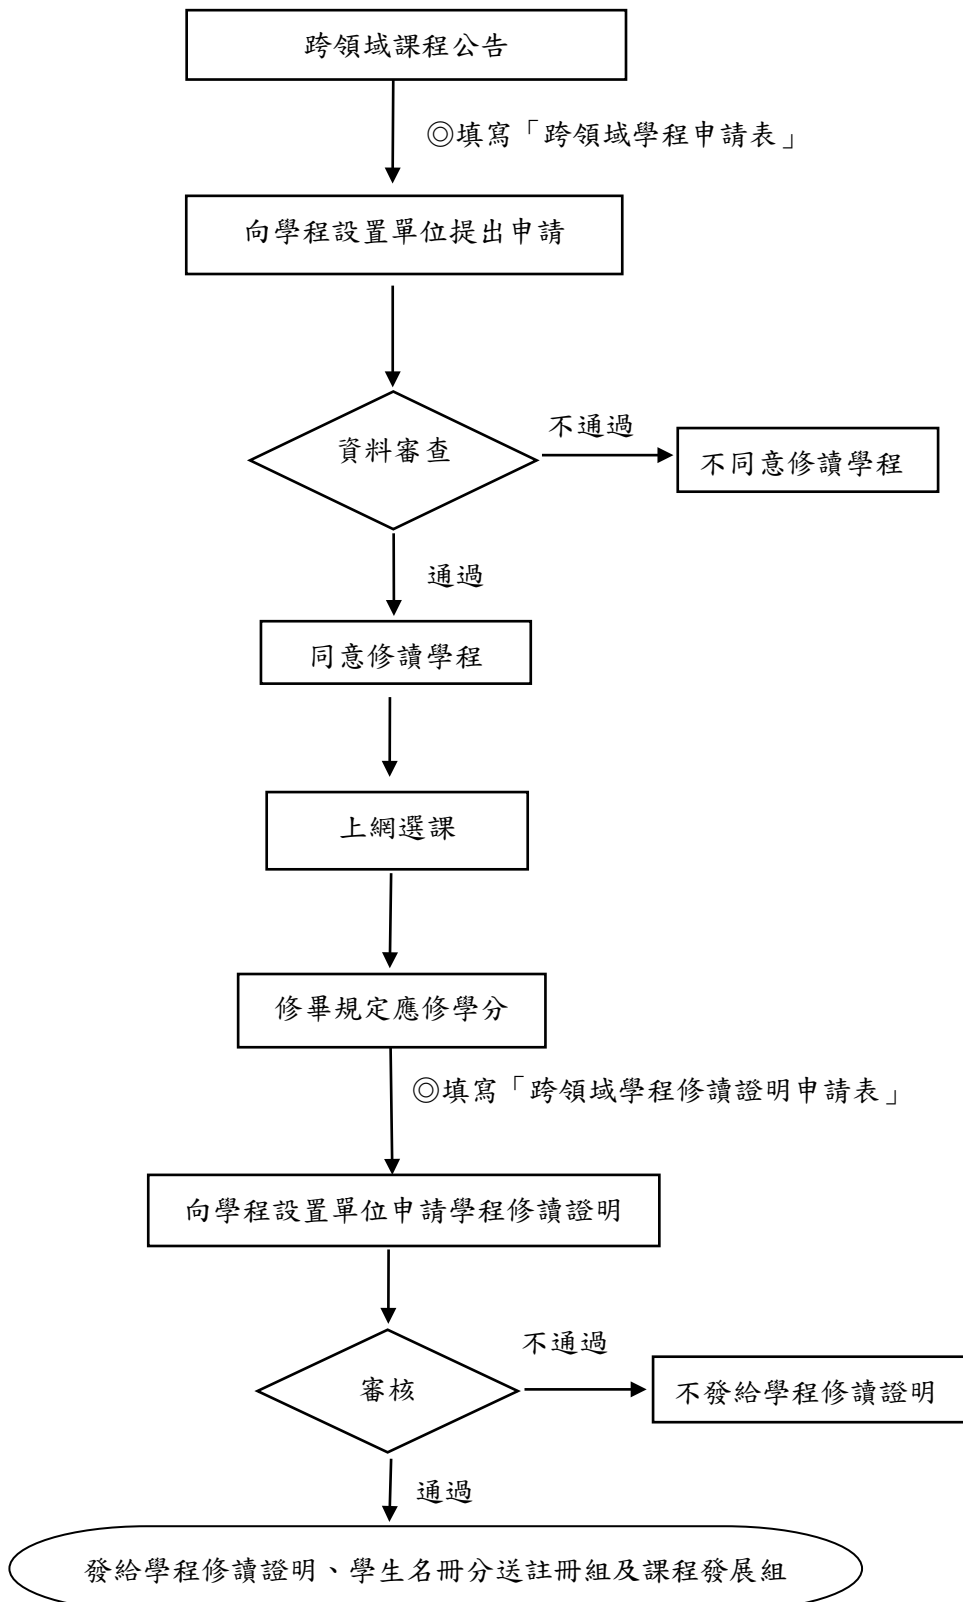 跨領域課程公告
◎填寫「跨領域學程申請表」
向學程設置單位提出申請
不通過
資料審查
不同意修讀學程
通過
同意修讀學程
上網選課
修畢規定應修學分
◎填寫「跨領域學程修讀證明申請表」
向學程設置單位申請學程修讀證明
不通過
審核
不發給學程修讀證明
通過
發給學程修讀證明、學生名冊分送註冊組及課程發展組